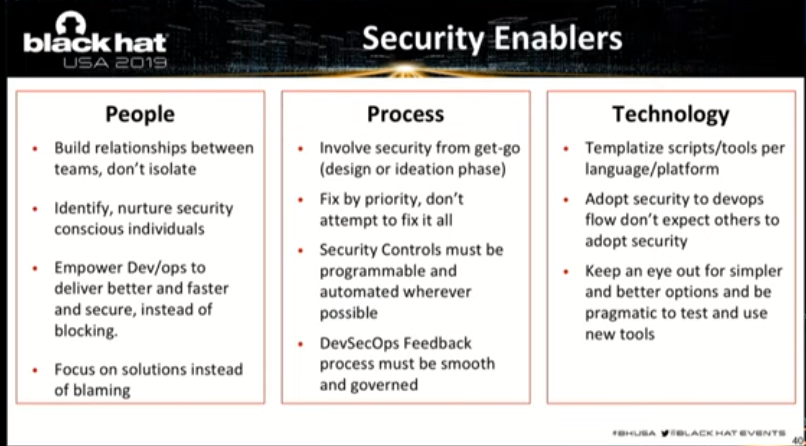 black hat
USA 2019
Security Enablers
People
• Build relationships between
teams, don't isolate
• Identify, nurture security
conscious individuals
• Empower Dev/ops to
deliver better and faster
and secure, instead of
blocking.
• Focus on solutions instead
of blaming
Process
• Involve security from get-go
(design or ideation phase)
• Fix by priority, don't
attempt to fix it all
• Security Controls must be
programmable and
automated wherever
possible
• DevSecOps Feedback
process must be smooth
and governed
Technology
• Templatize scripts/tools per
language/platform
• Adopt security to devops
flow don't expect others to
adopt security
• Keep an eye out for simpler
and better options and be
pragmatic to test and use
new tools
#BHUSA @BLACK HAT EVENTS
40